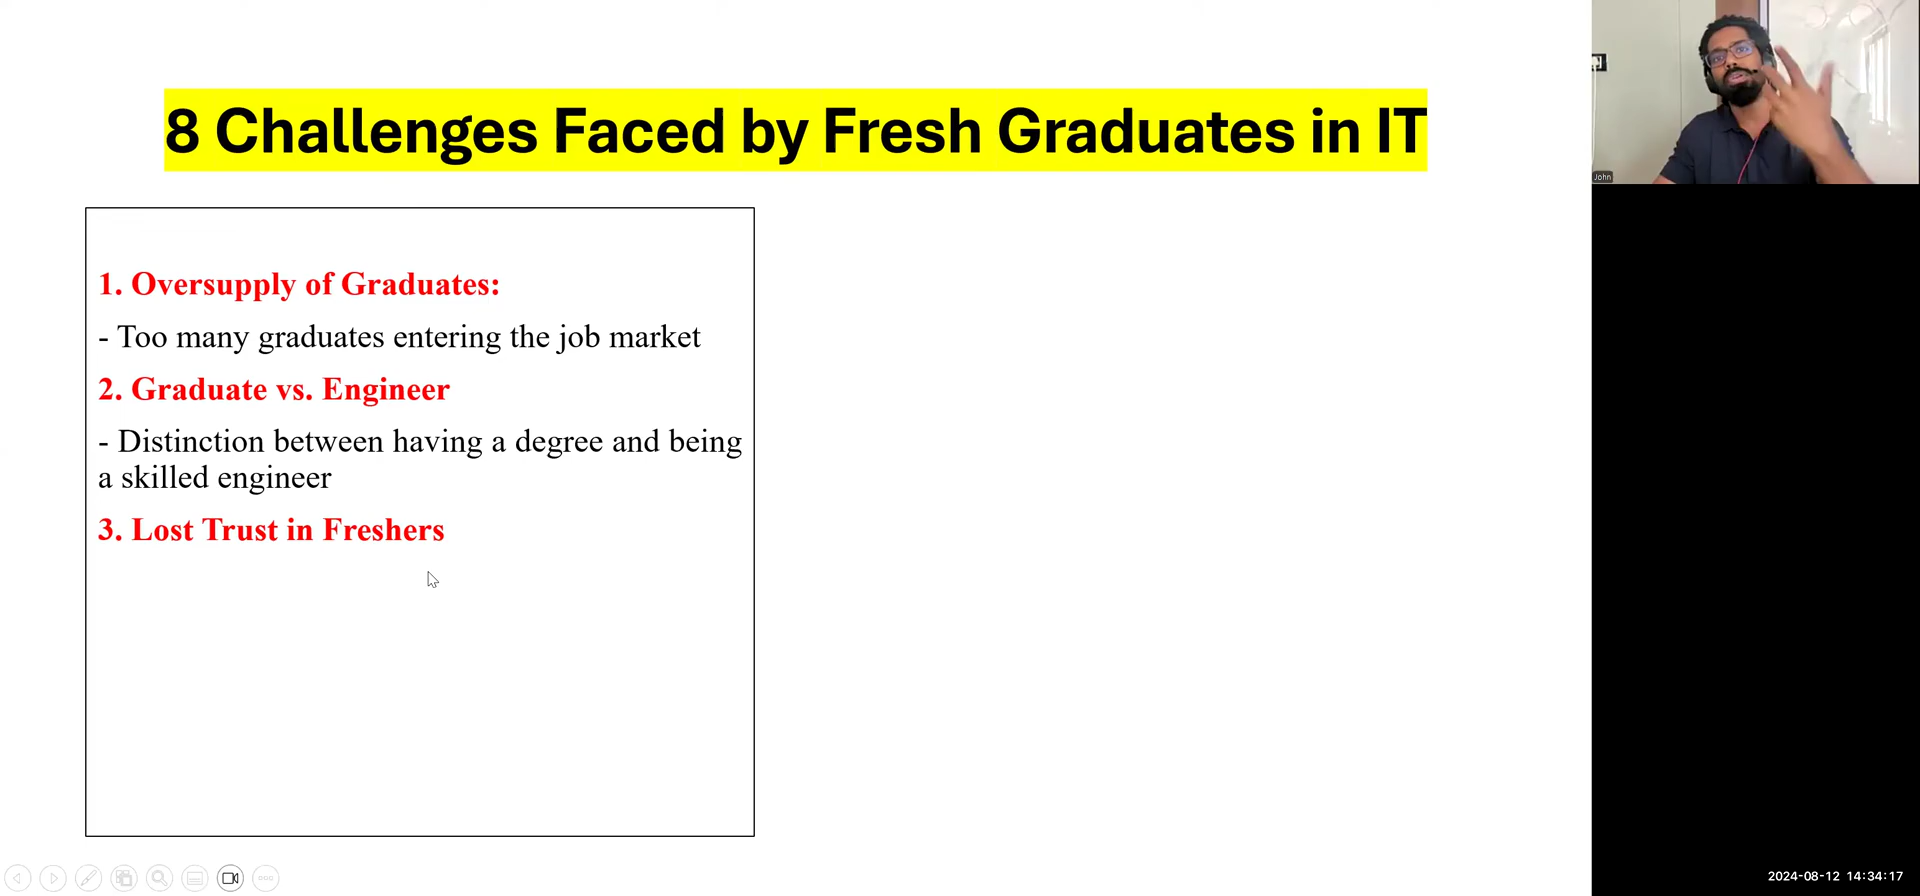 8 Challenges Faced by Fresh Graduates in IT
John
1. Oversupply of Graduates:
- Too many graduates entering the job market
2. Graduate vs. Engineer
- Distinction between having a degree and being
a skilled engineer
3. Lost Trust in Freshers
2024-08-12 14:34:17